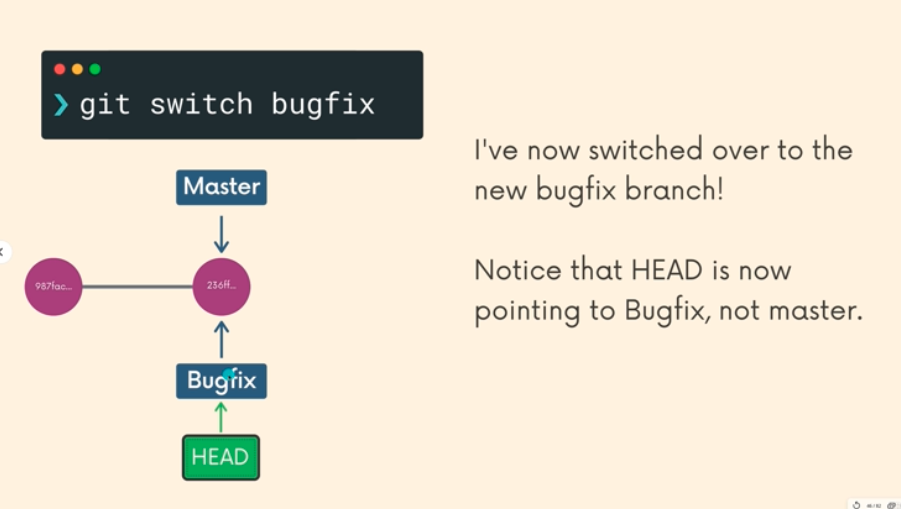 ❯ git switch bugfix
Master
987fac...
236ff...
Bugfix
HEAD
I've now switched over to the
new bugfix branch!
Notice that HEAD is now
pointing to Bugfix, not master.